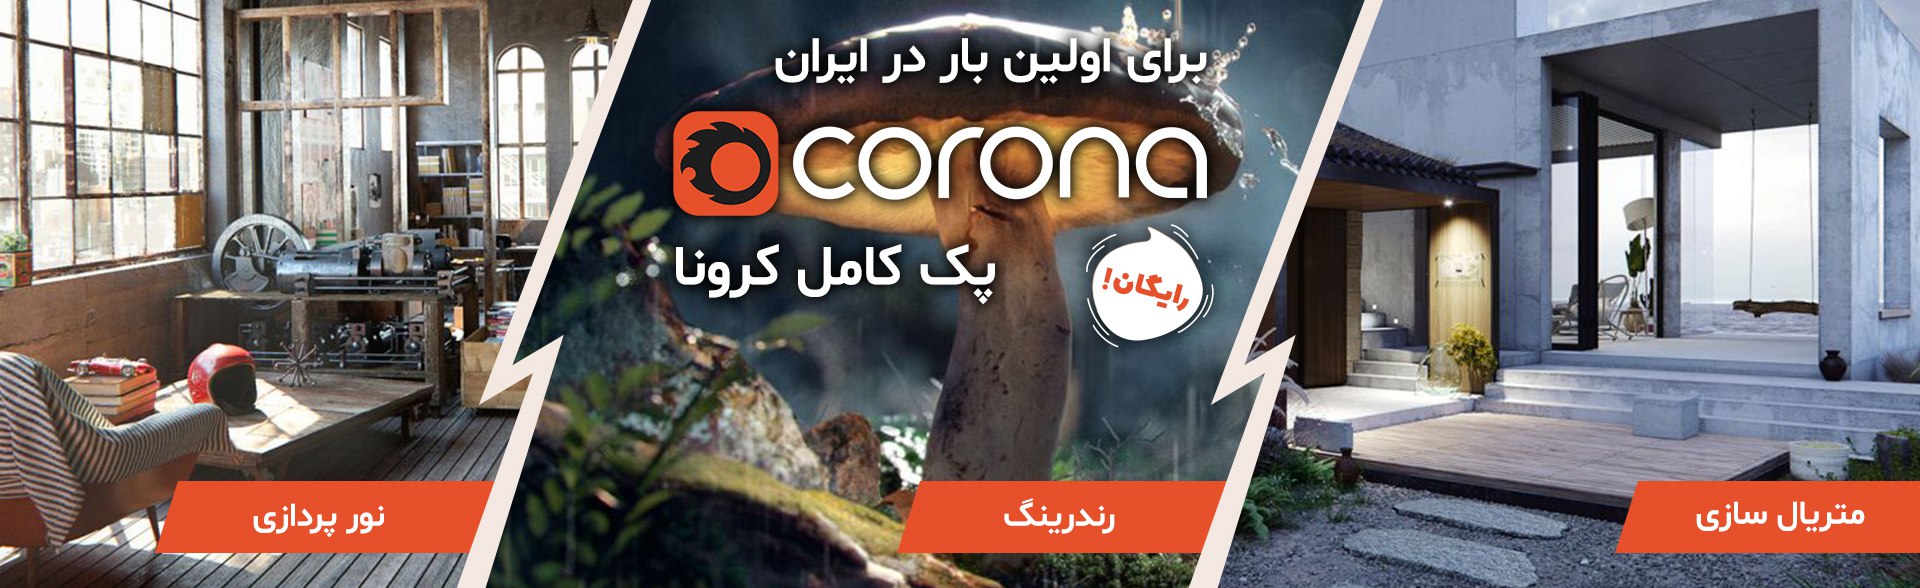 برای اولین بار در ایران
corona
پک کامل کرونا
رایگان!
متریال سازی
رندرینگ
نور پردازی